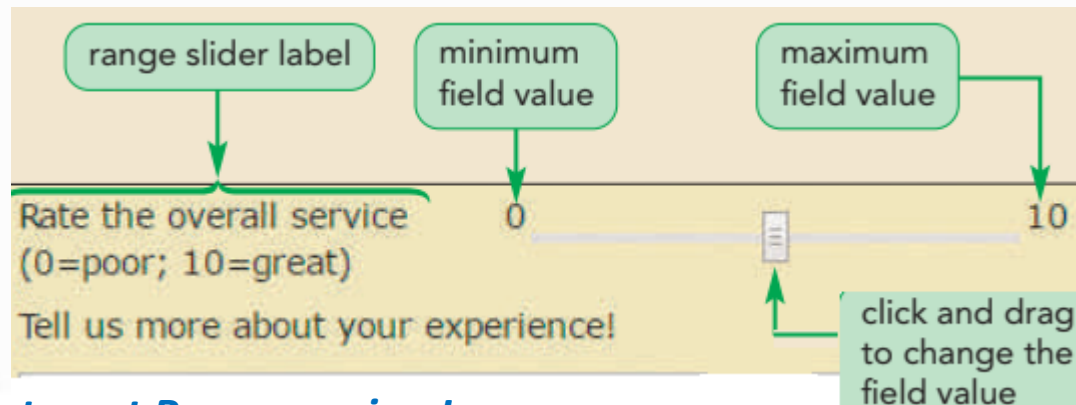 range slider label
minimum
field value
maximum
field value
Rate the overall service
(0=poor; 10=great)
0
10
Tell us more about your experience!
click and drag
to change the
field value